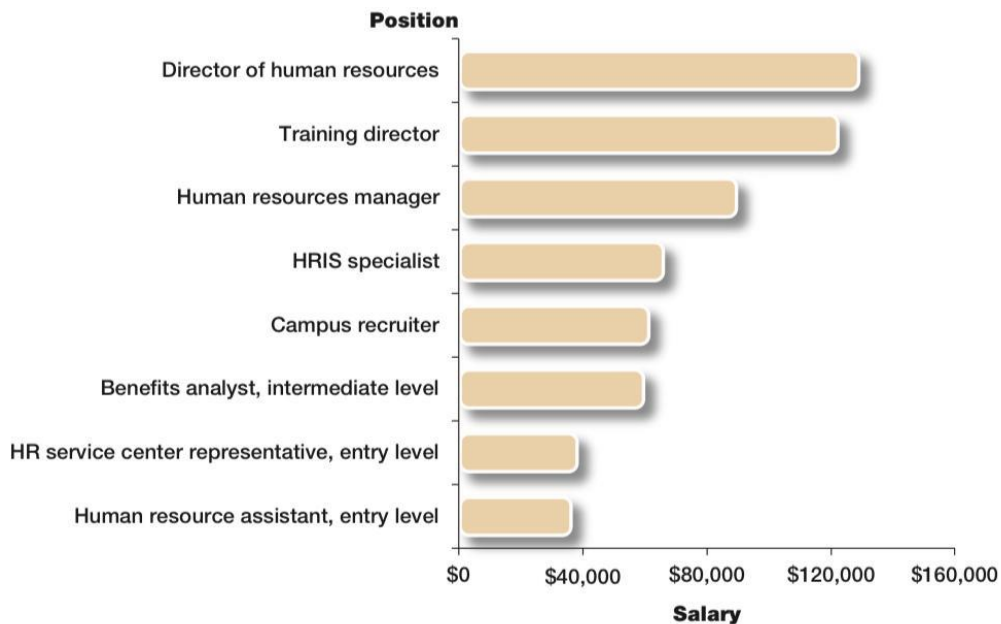 Position
Director of human resources
Training director
Human resources manager
HRIS specialist
Campus recruiter
Benefits analyst, intermediate level
HR service center representative, entry level
Human resource assistant, entry level
$0 $40,000 $80,000 $120,000 $160,000
Salary